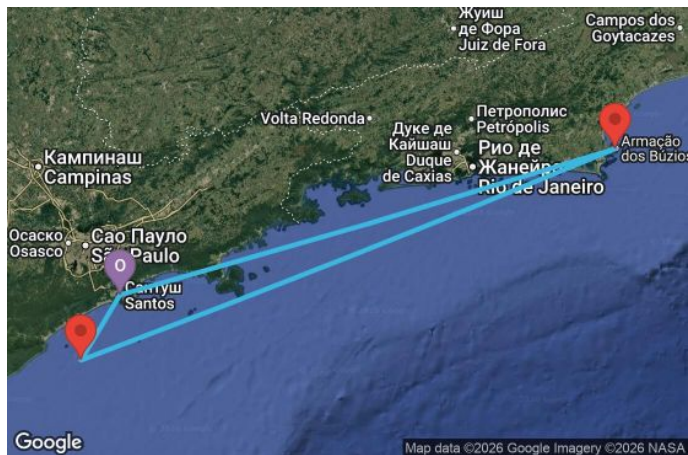 Жуиш
де Фора
Juiz de Fora
Campos dos
Goytacazes
Volta Redonda
Петрополис
Petrópolis
Дуке де
Кайшаш
Duque
de Caxias
Рио де
Жанейро
Rio de Janeiro
Armação
dos Búzios
Кампинаш
Campinas
Осаско
Osasco
Сао Пауло
São Paulo
O
Сантуш
Santos
Google
Map data ©2026 Google Imagery ©2026 NASA